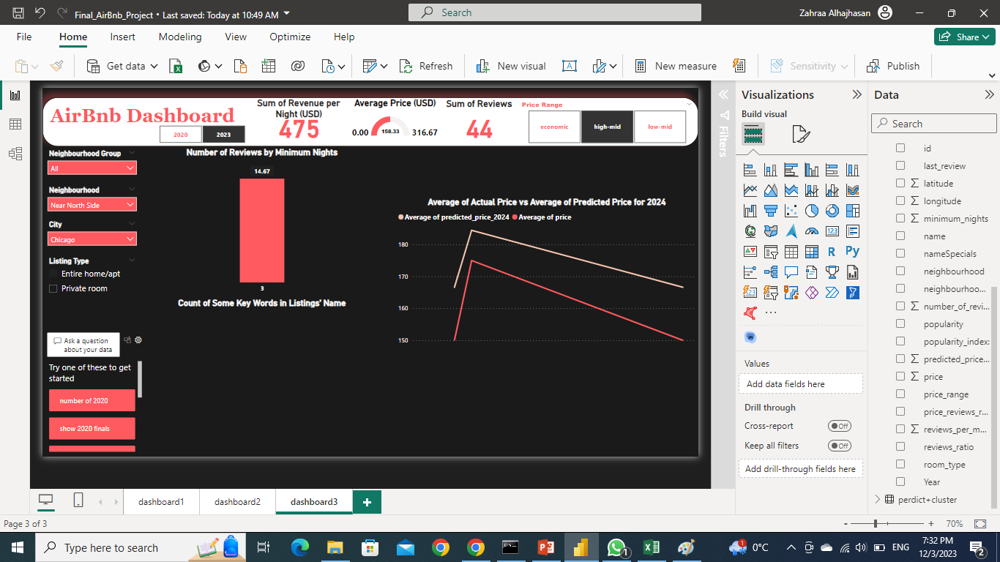 Final_AirBnb_Project • Last saved: Today at 10:49 AM
Search
Zahraa Alhajhasan
File Home Insert Modeling View Optimize Help
Share
Get data
Refresh
New visual
New measure
Sensitivity
Publish
AirBnb Dashboard
2020 2023
Sum of Revenue per
Night (USD)
475
Average Price (USD)
0.00 158.33 316.67
Sum of Reviews
44
Price Range
economic high-mid low-mid
Neighbourhood Group
All
Neighbourhood
Near North Side
City
Chicago
Listing Type
Entire home/apt
Private room
Ask a question
about your data
Try one of these to get
started
number of 2020
show 2020 finals
Number of Reviews by Minimum Nights
14.67
3
Count of Some Key Words in Listings' Name
Average of Actual Price vs Average of Predicted Price for 2024
Average of predicted_price_2024 Average of price
180
170
160
150
Filters
Visualizations
Build visual
123
R Py
123
...
Values
Add data fields here
Drill through
Cross-report Off
Keep all filters Off
Add drill-through fields here
Data
Search
id
last_review
latitude
longitude
minimum_nights
name
nameSpecials
neighbourhood
neighbourhoo...
number_of_revi...
popularity
popularity_index:
predicted_price...
price
price_range
price_reviews_r...
reviews_per_m...
reviews_ratio
room_type
Year
perdict+cluster
dashboard1 dashboard2 dashboard3 +
Page 3 of 3
- + 70%
Type here to search
1
1
0°C
ENG
7:32 PM
12/3/2023
2